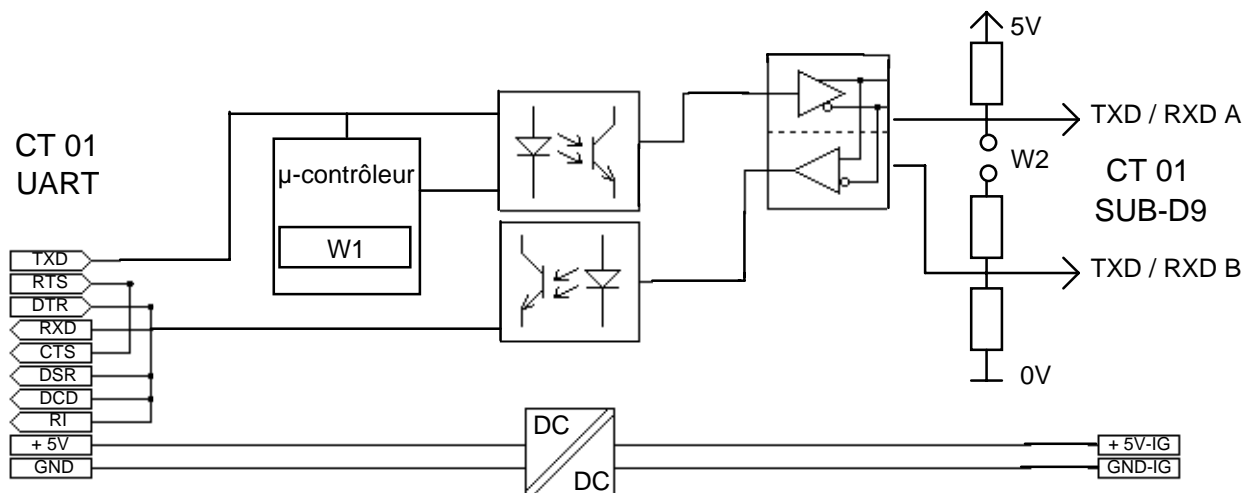 5V
TXD / RXD A
CT 01
UART
µ-contrôleur
W1
W2
CT 01
SUB-D9
TXD
RTS
DTR
RXD
CTS
DSR
DCD
RI
+ 5V
GND
TXD / RXD B
0V
DC
DC
+ 5V-IG
GND-IG